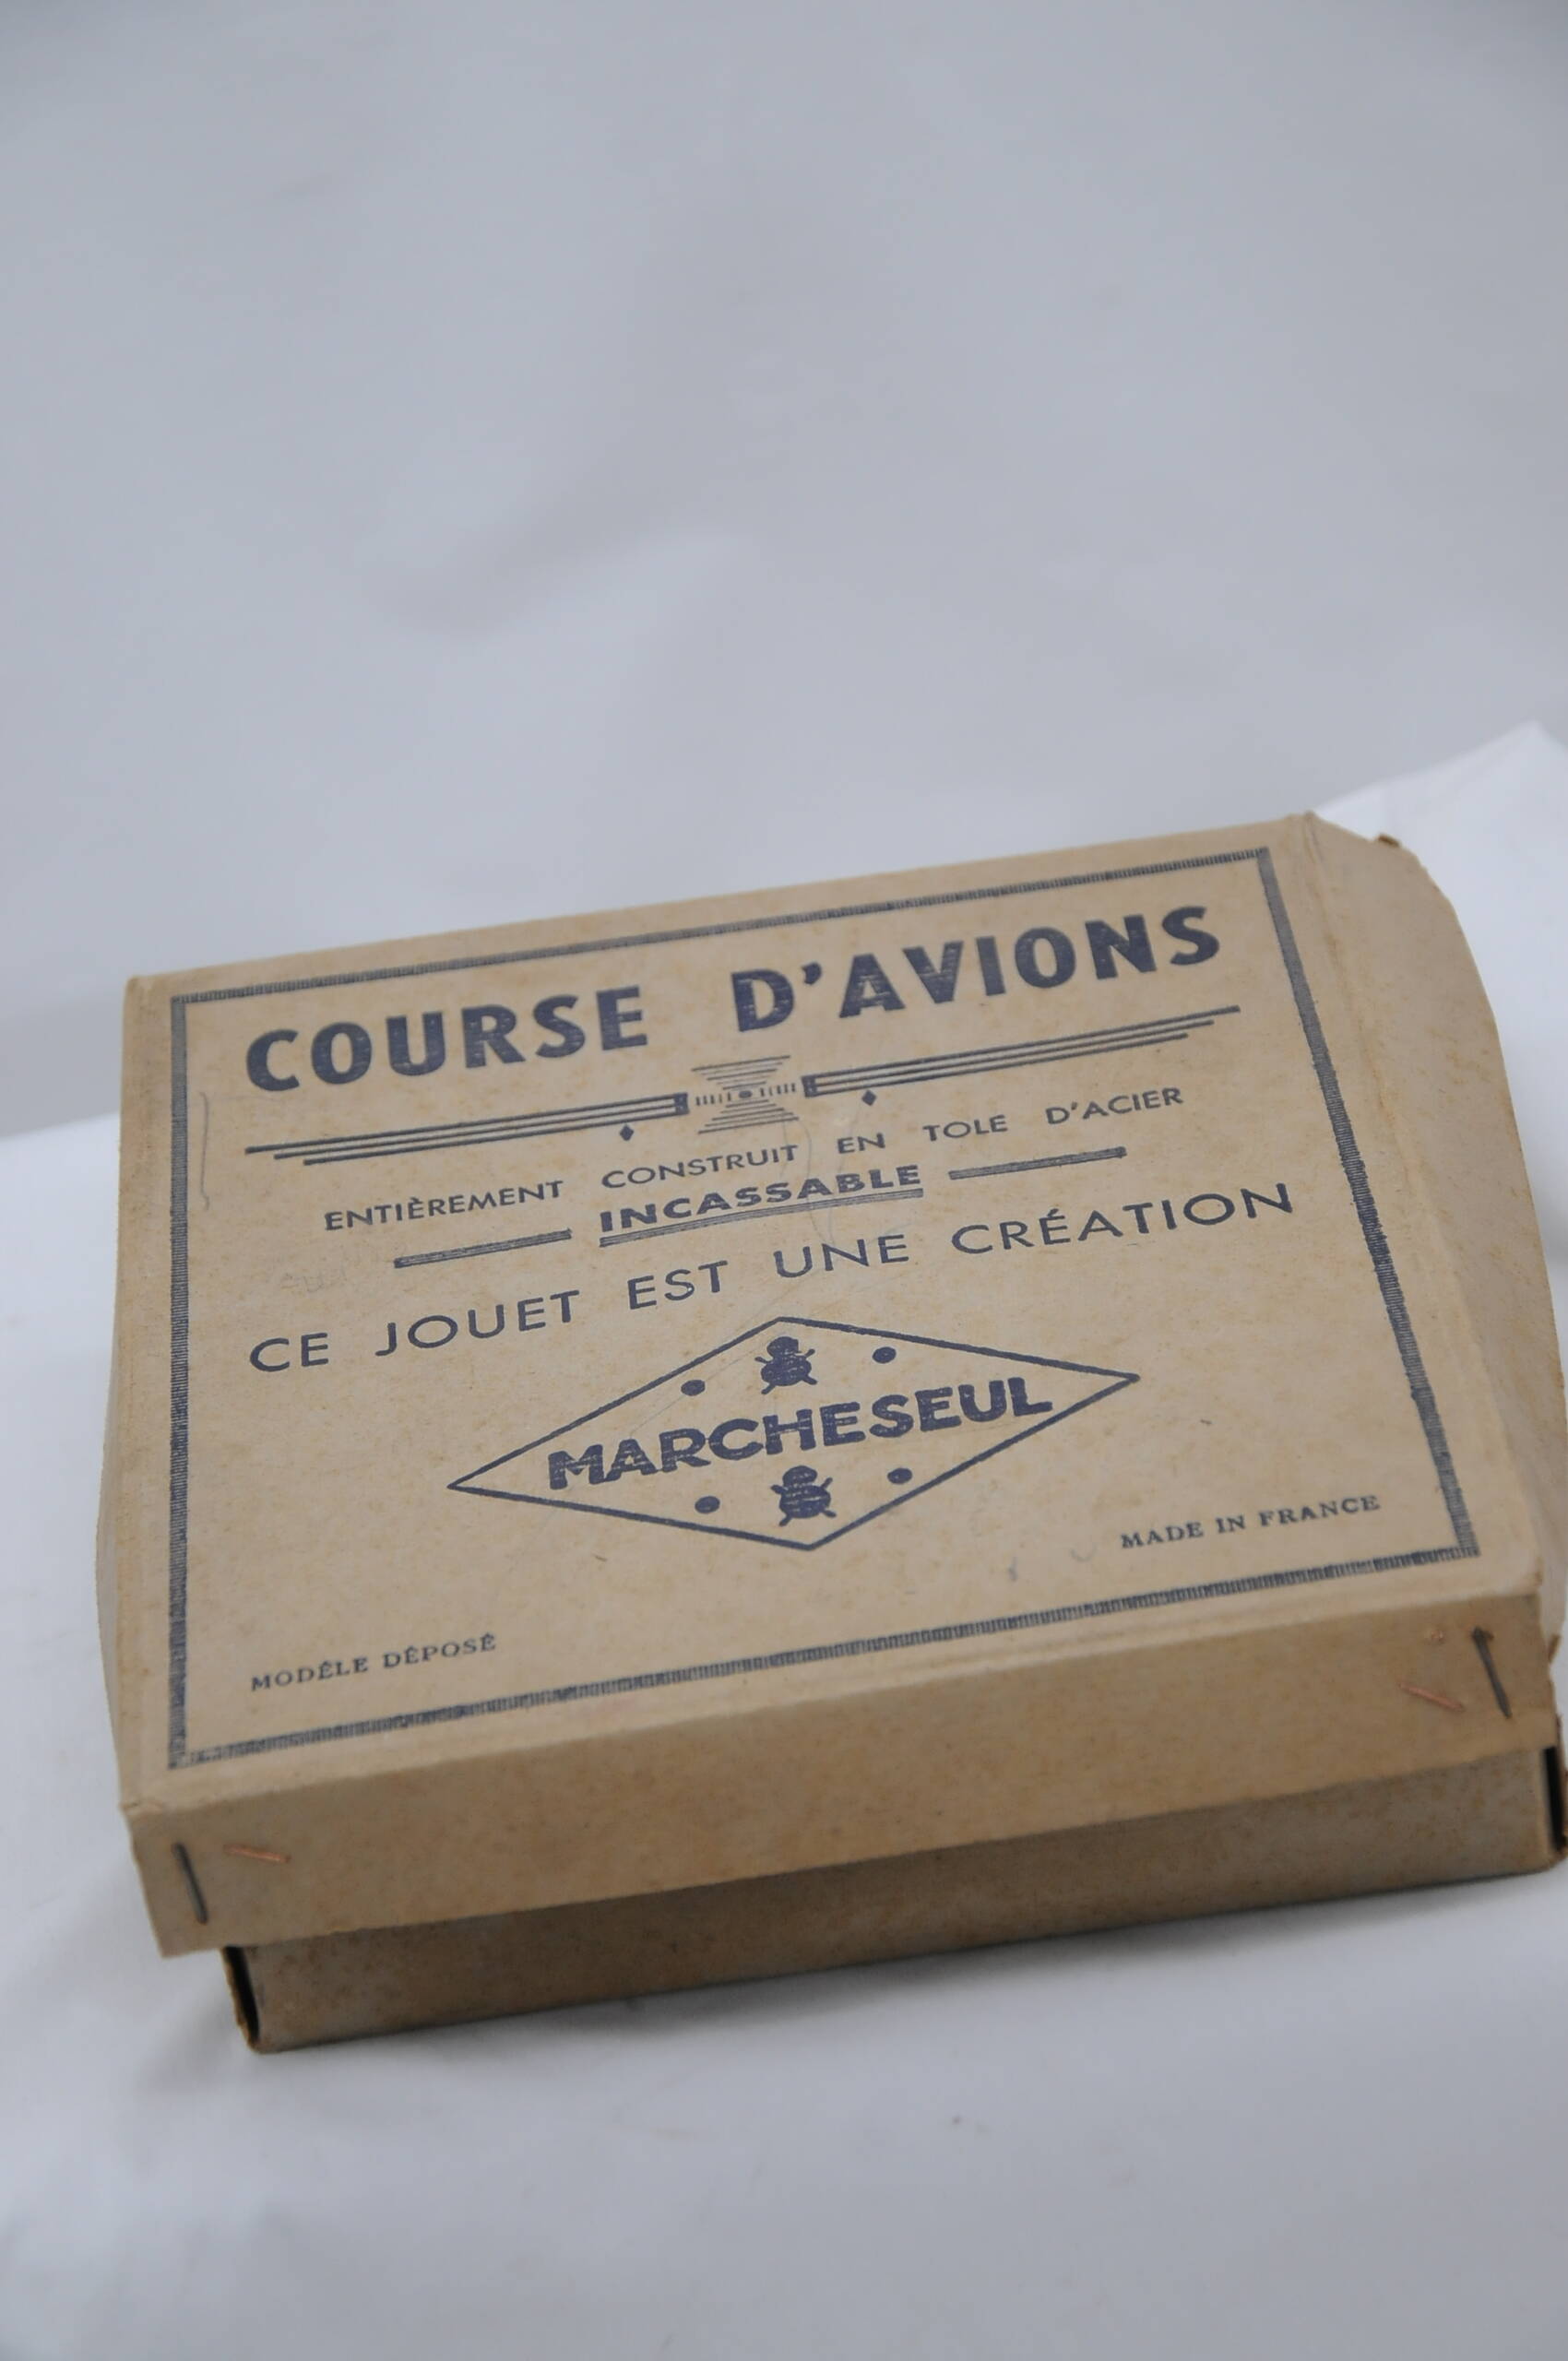 COURSE D'AVIONS
ENTIÈREMENT CONSTRUIT EN TOLE D'ACIER
INCASSABLE
CE JOUET EST UNE CRÉATION
MARCHESEUL
MADE IN FRANCE
MODÈLE DÉPOSÉ